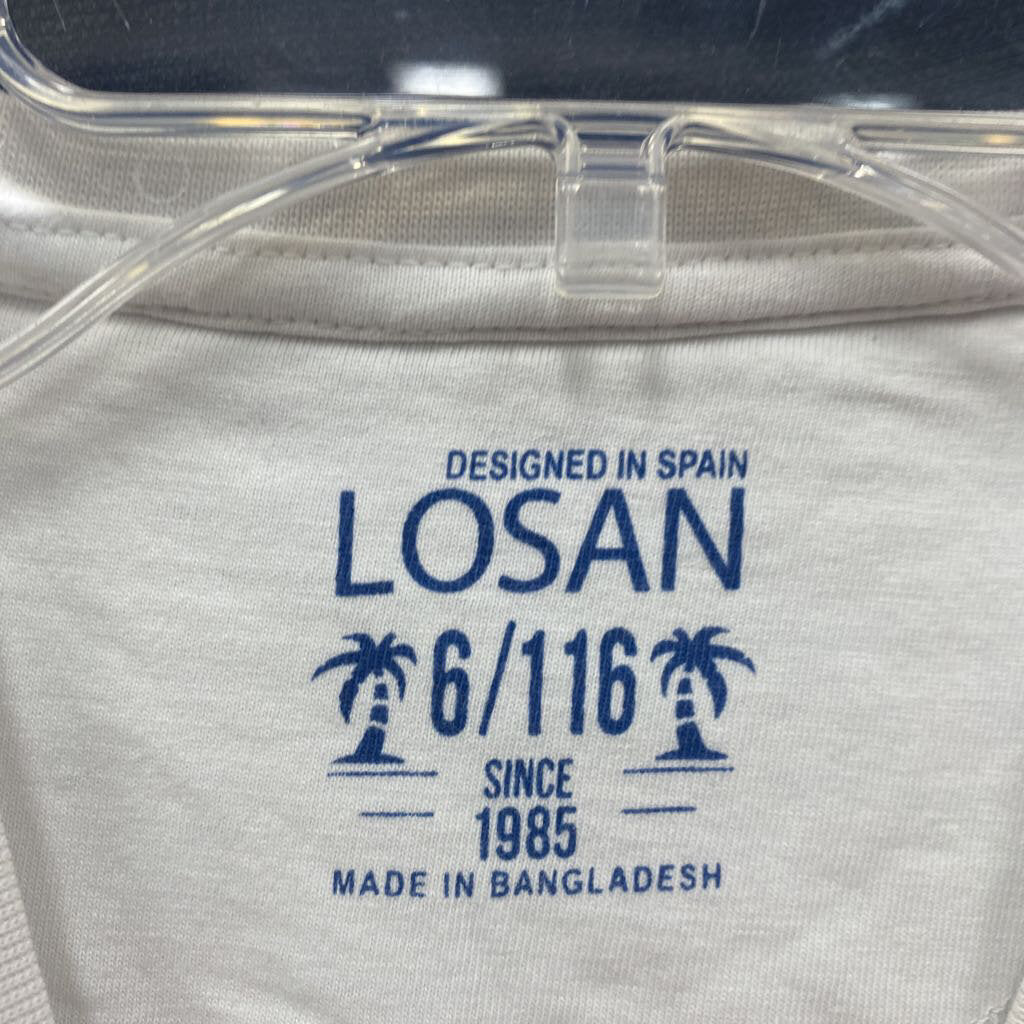 DESIGNED IN SPAIN
LOSAN
6/116
SINCE
1985
MADE IN BANGLADESH